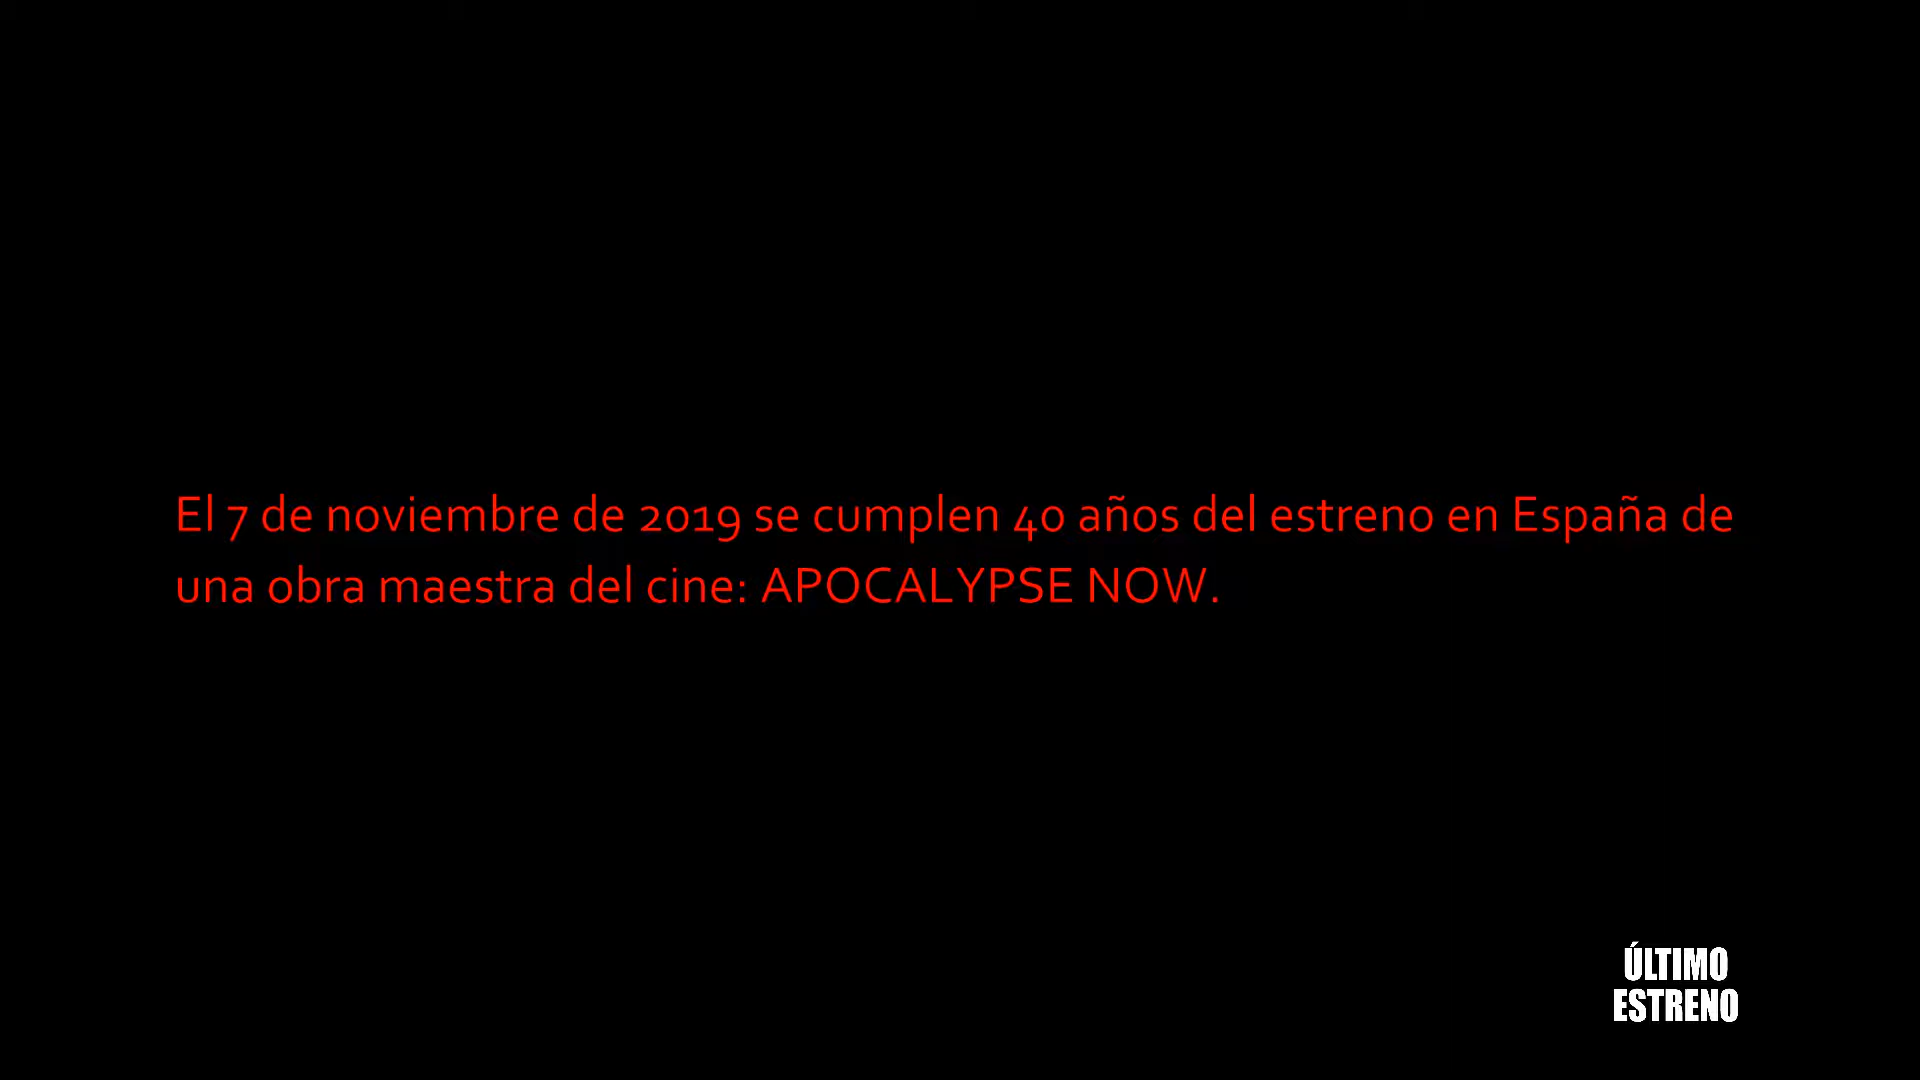 El 7 de noviembre de 2019 se cumplen 40 años del estreno en España de
una obra maestra del cine: APOCALYPSE NOW.
ÚLTIMO
ESTRENO